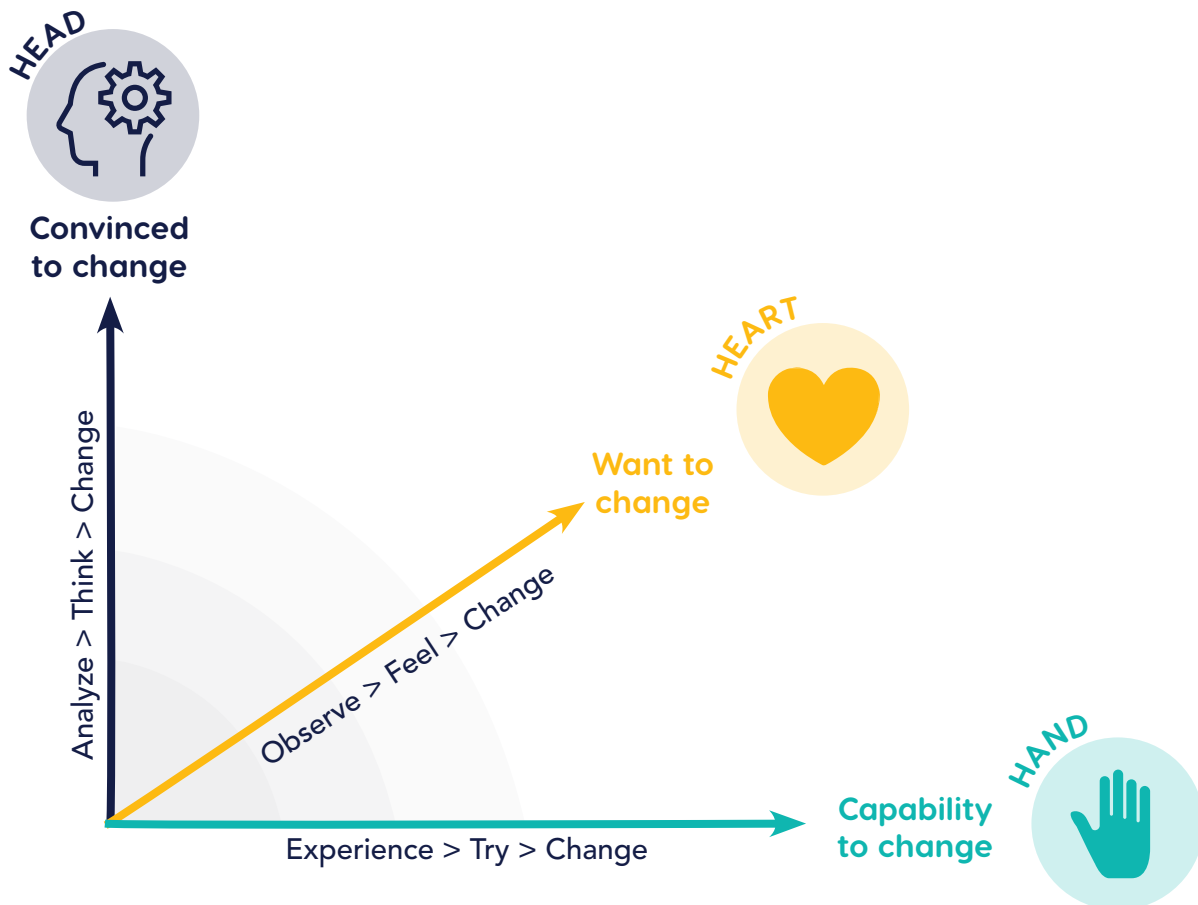 HEAD
Convinced
to change
Analyze > Think > Change
HEART
Want to
change
Observe > Feel > Change
HAND
Capability
to change
Experience > Try > Change